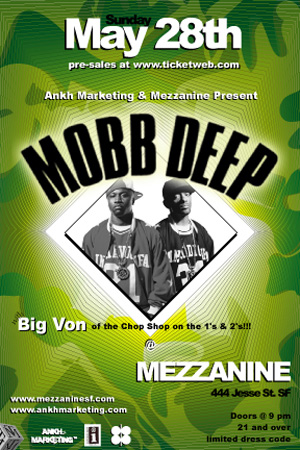 Sunday
May 28th
pre-sales at www.ticketweb.com
Ankh Marketing & Mezzanine Present
MOBB DEEP
Big Von of the Chop Shop on the 1's & 2's!!!
@
MEZZANINE
444 Jesse St. SF
www.mezzaninesf.com
www.ankhmarketing.com
Doors @ 9 pm
21 and over
limited dress code
ANKH
MARKETING™